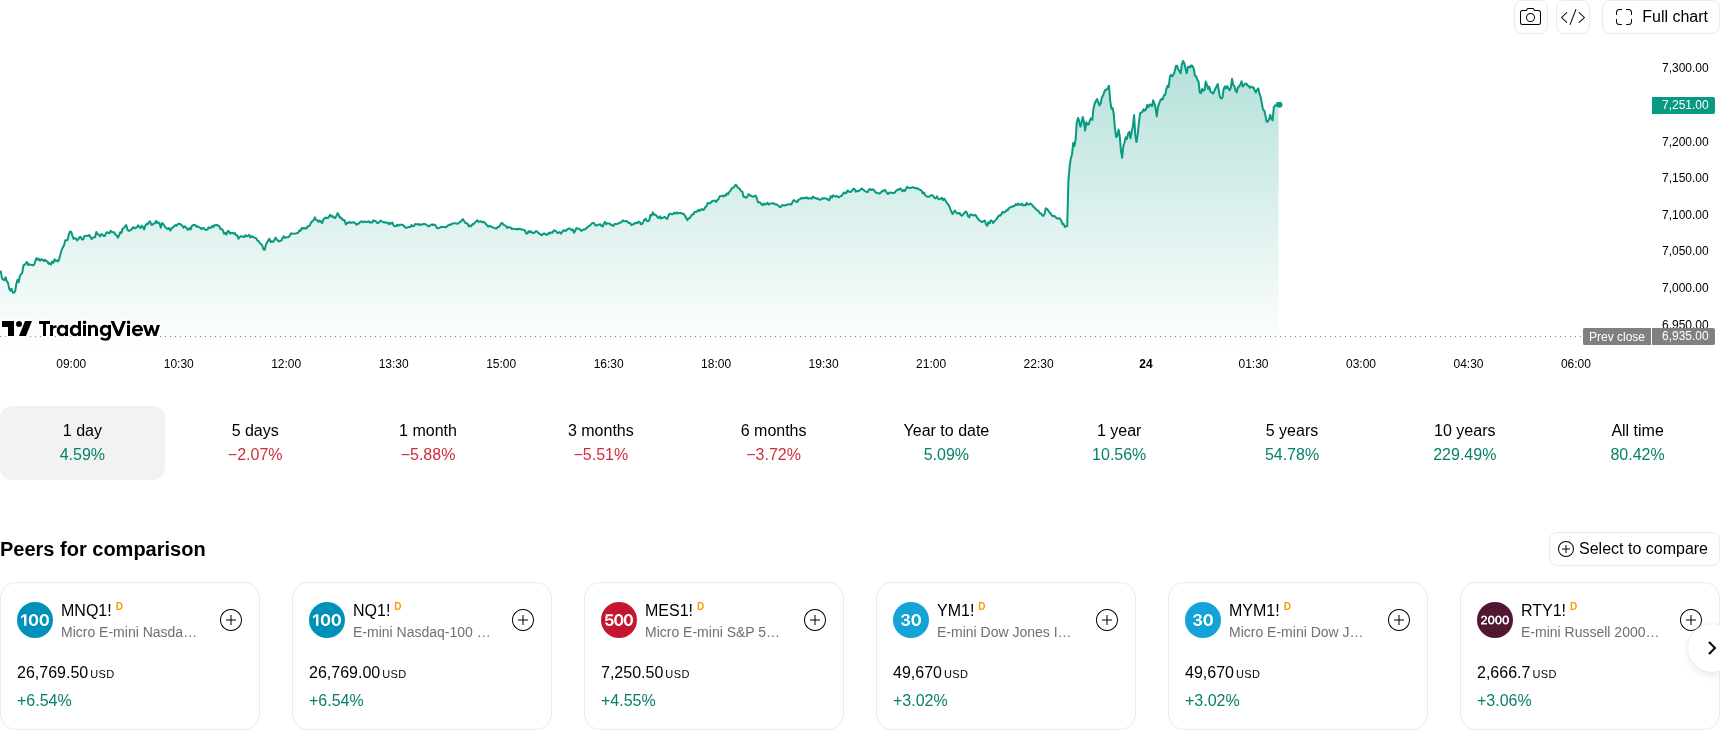 Full chart
7,300.00
7,251.00
7,200.00
7,150.00
7,100.00
7,050.00
7,000.00
6,950.00
Prev close 6,935.00
TradingView
09:00 10:30 12:00 13:30 15:00 16:30 18:00 19:30 21:00 22:30 24 01:30 03:00 04:30 06:00
1 day 5 days 1 month 3 months 6 months Year to date 1 year 5 years 10 years All time
4.59% −2.07% −5.88% −5.51% −3.72% 5.09% 10.56% 54.78% 229.49% 80.42%
Peers for comparison
Select to compare
100 MNQ1! D
Micro E-mini Nasda…
26,769.50 USD
+6.54%
100 NQ1! D
E-mini Nasdaq-100 …
26,769.00 USD
+6.54%
500 MES1! D
Micro E-mini S&P 5…
7,250.50 USD
+4.55%
30 YM1! D
E-mini Dow Jones I…
49,670 USD
+3.02%
30 MYM1! D
Micro E-mini Dow J…
49,670 USD
+3.02%
2000 RTY1! D
E-mini Russell 2000…
2,666.7 USD
+3.06%